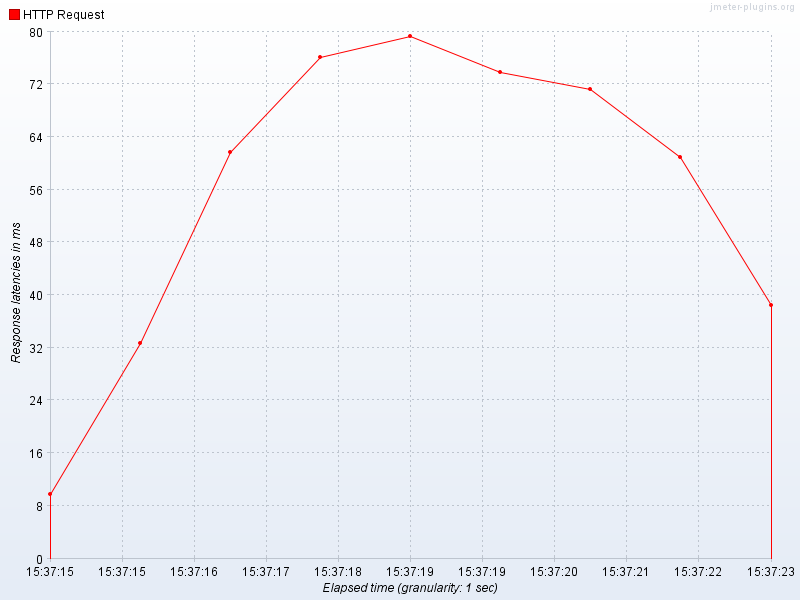 jmeter-plugins.org
HTTP Request
80
72
64
56
48
40
32
24
16
8
0
Response latencies in ms
15:37:15 15:37:15 15:37:16 15:37:17 15:37:18 15:37:19 15:37:19 15:37:20 15:37:21 15:37:22 15:37:23
Elapsed time (granularity: 1 sec)